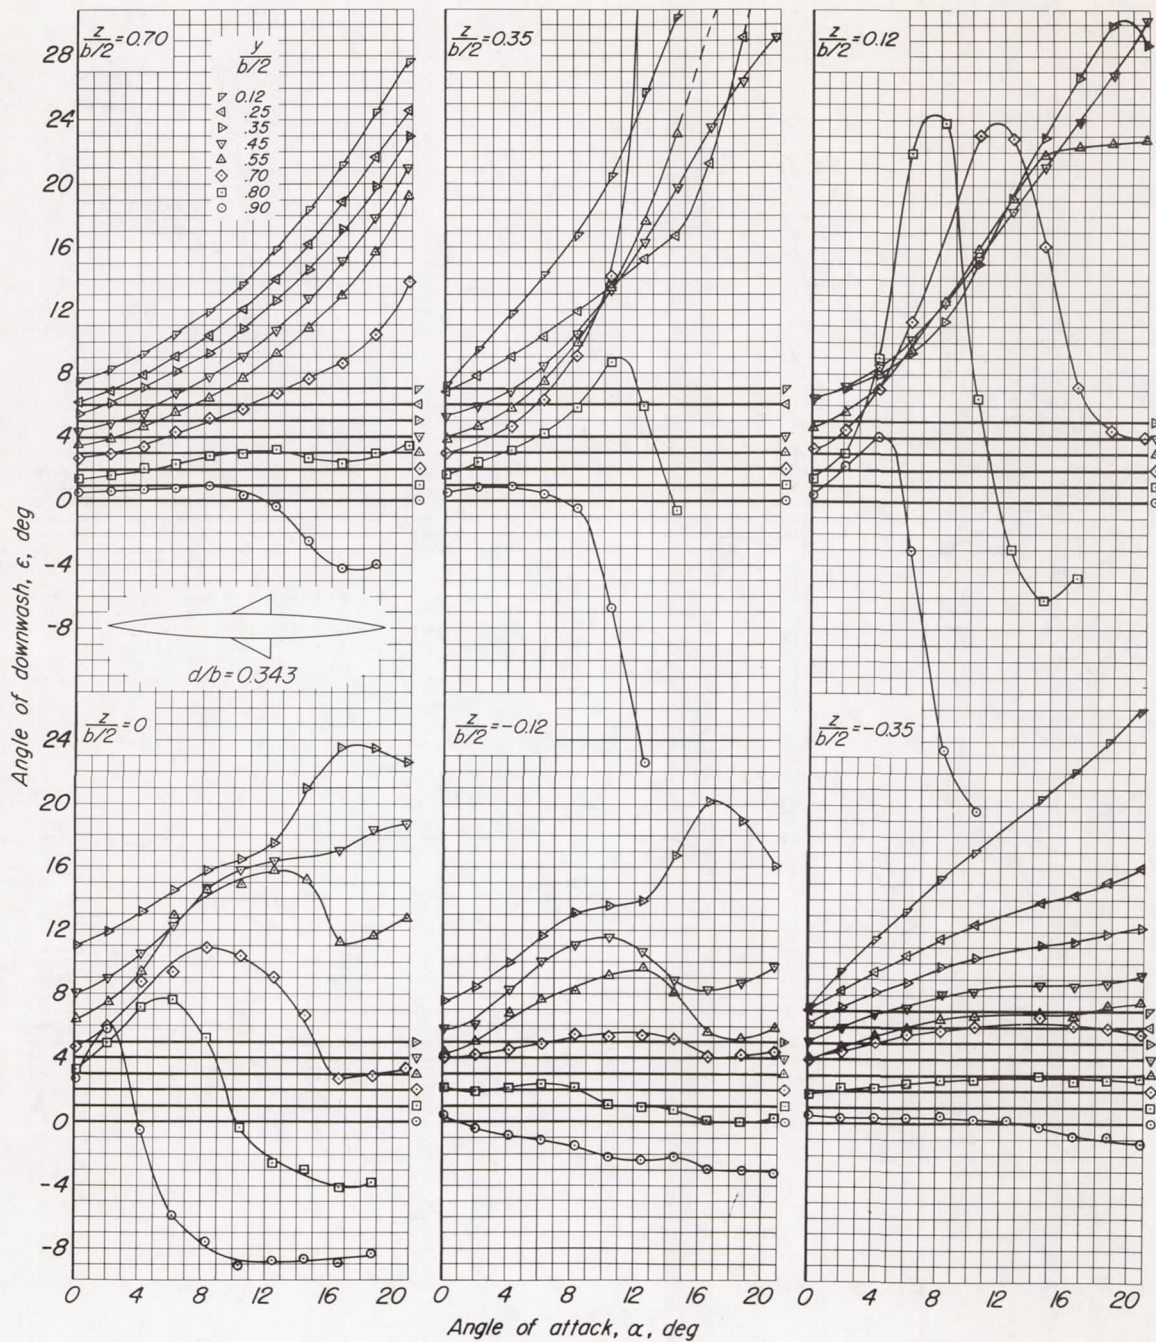 z/b/2 = 0.70
z/b/2 = 0.35
z/b/2 = 0.12
y
b/2
0.12
.25
.35
.45
.55
.70
.80
.90
28
24
20
16
12
8
4
0
-4
-8
Angle of downwash, ϵ, deg
d/b = 0.343
z/b/2 = 0
z/b/2 = -0.12
z/b/2 = -0.35
24
20
16
12
8
4
0
-4
-8
0 4 8 12 16 20
0 4 8 12 16 20
0 4 8 12 16 20
Angle of attack, α, deg